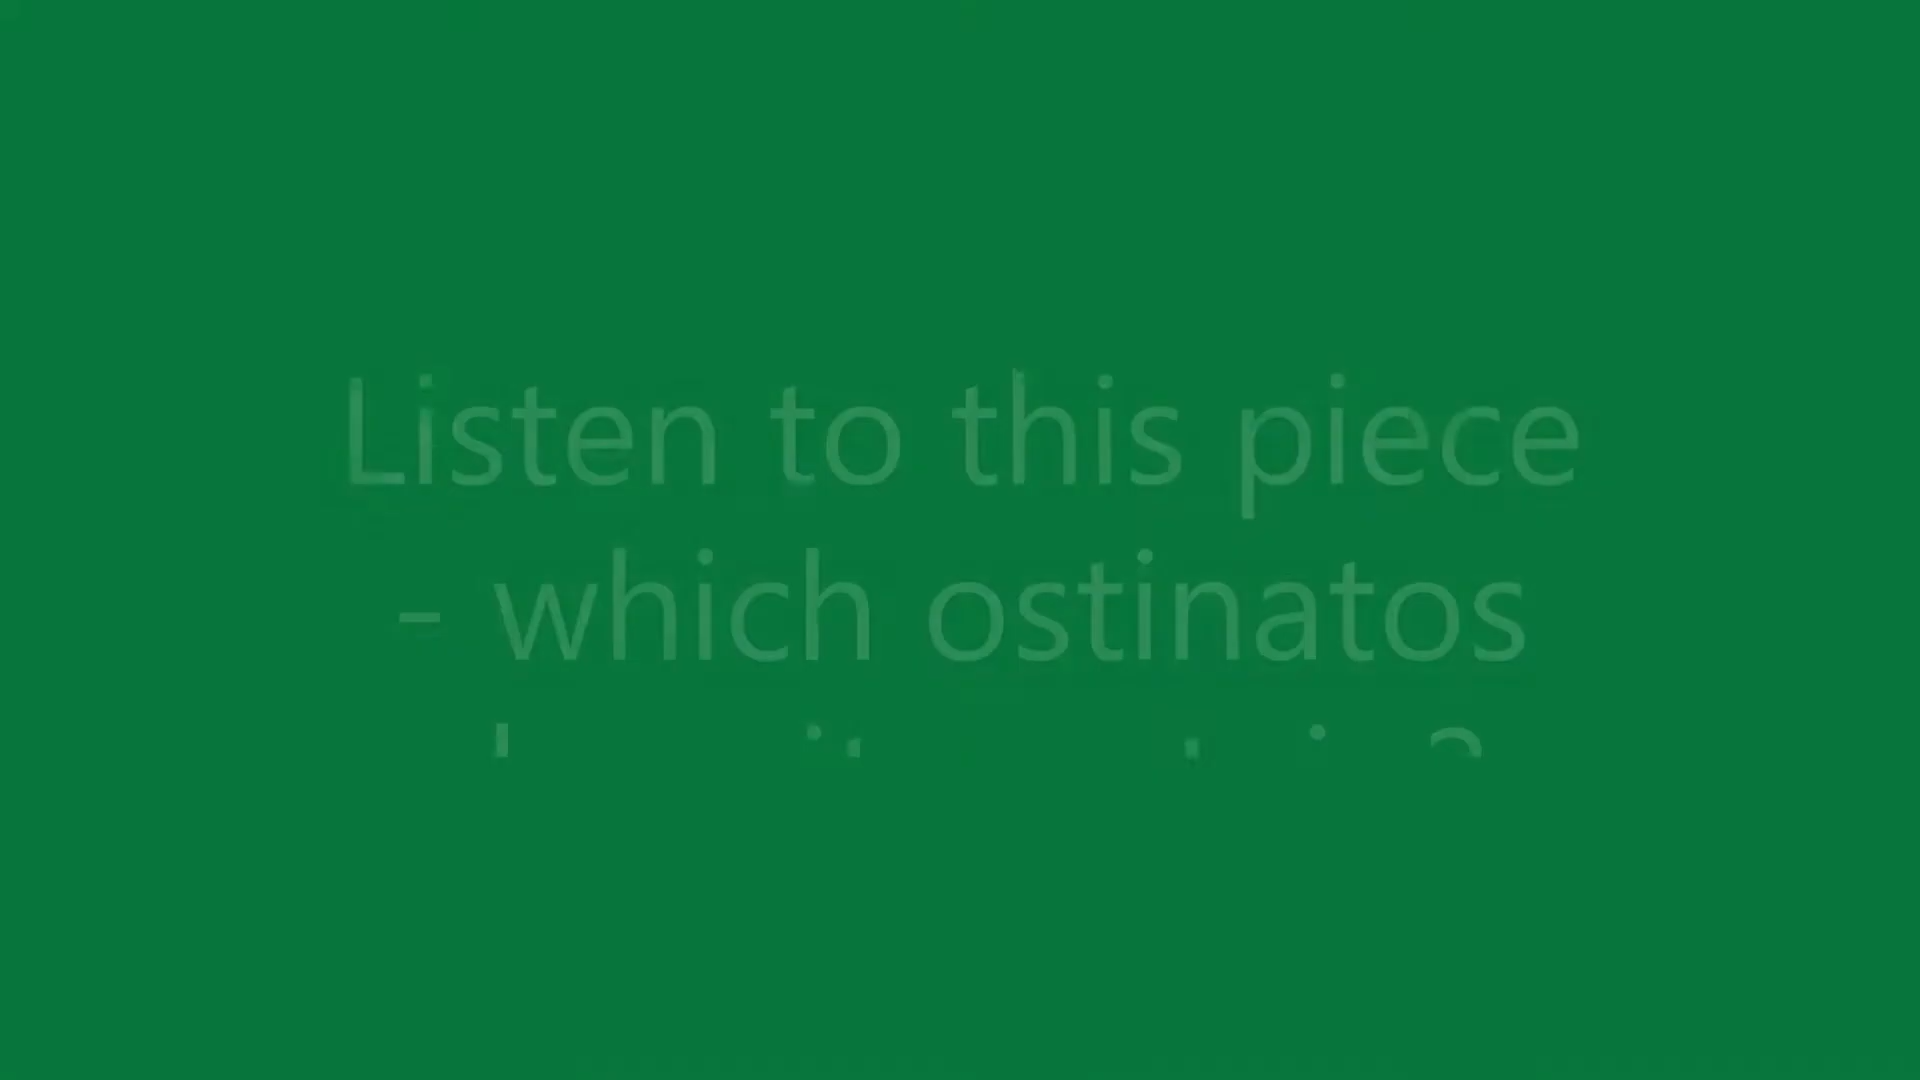 Listen to this piece
- which ostinatos